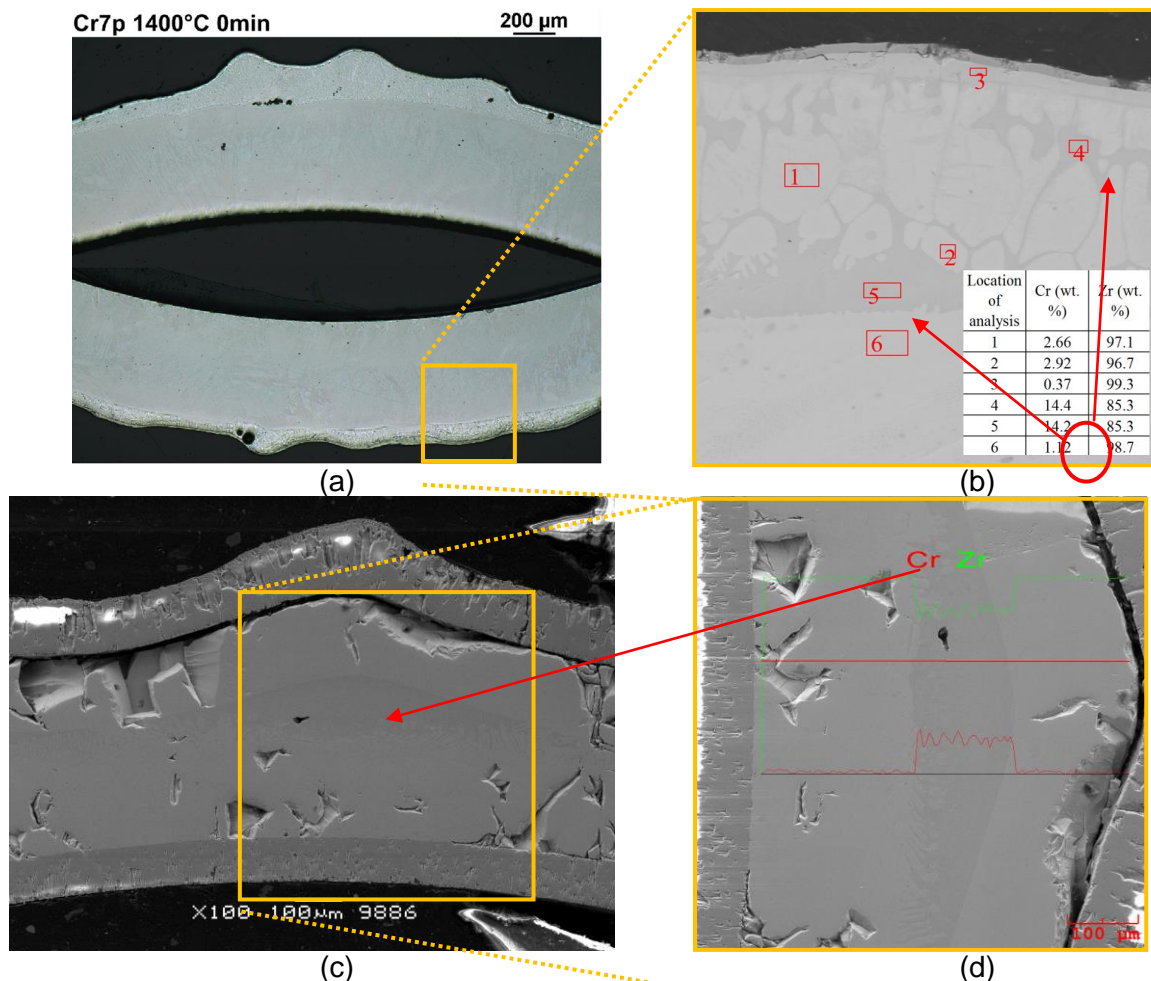 Cr7p 1400°C 0min
200 µm
3
4
1
2
5
6
Location of analysis Cr (wt. %) Zr (wt. %)
1 2.66 97.1
2 2.92 96.7
3 0.37 99.3
4 14.4 85.3
5 14.2 85.3
6 1.12 98.7
(a)
(b)
Cr Zr
X100 100µm 9886
100 µm
(c)
(d)